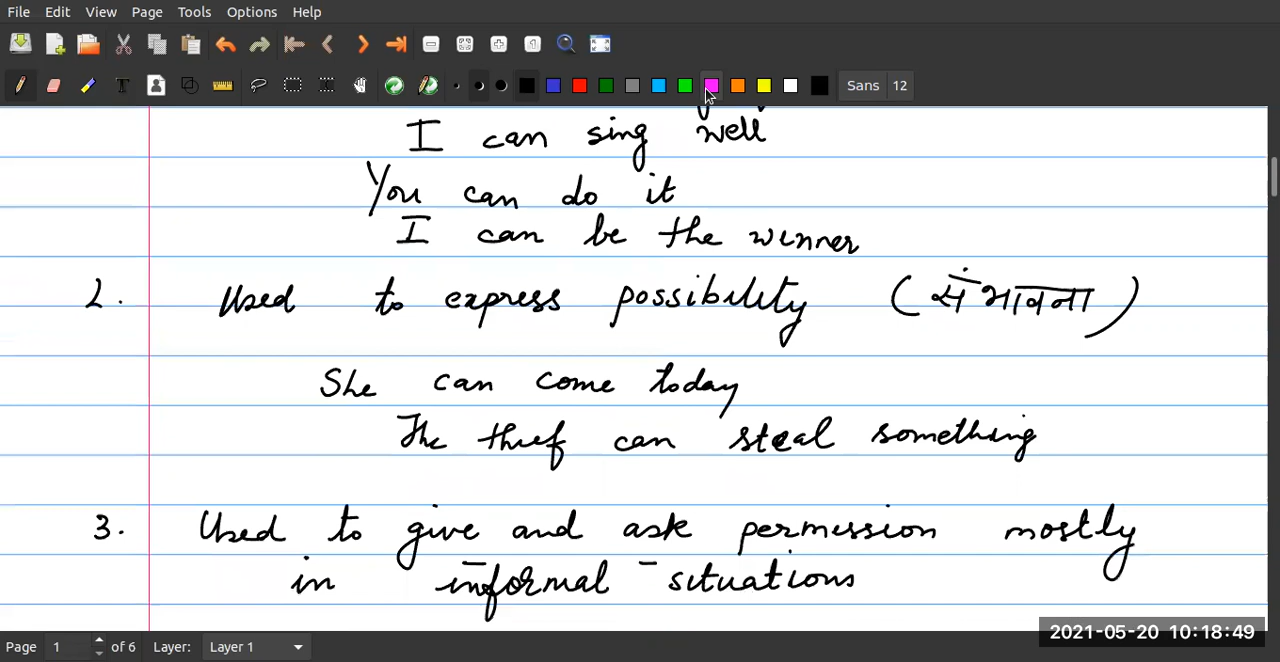 File Edit View Page Tools Options Help
Sans 12
I can sing well
You can do it
I can be the winner
2. Used to express possibility (संभावना)
She can come today
The thief can steal something
3. Used to give and ask permission mostly
in informal situations
2021-05-20 10:18:49
Page 1 of 6 Layer: Layer 1